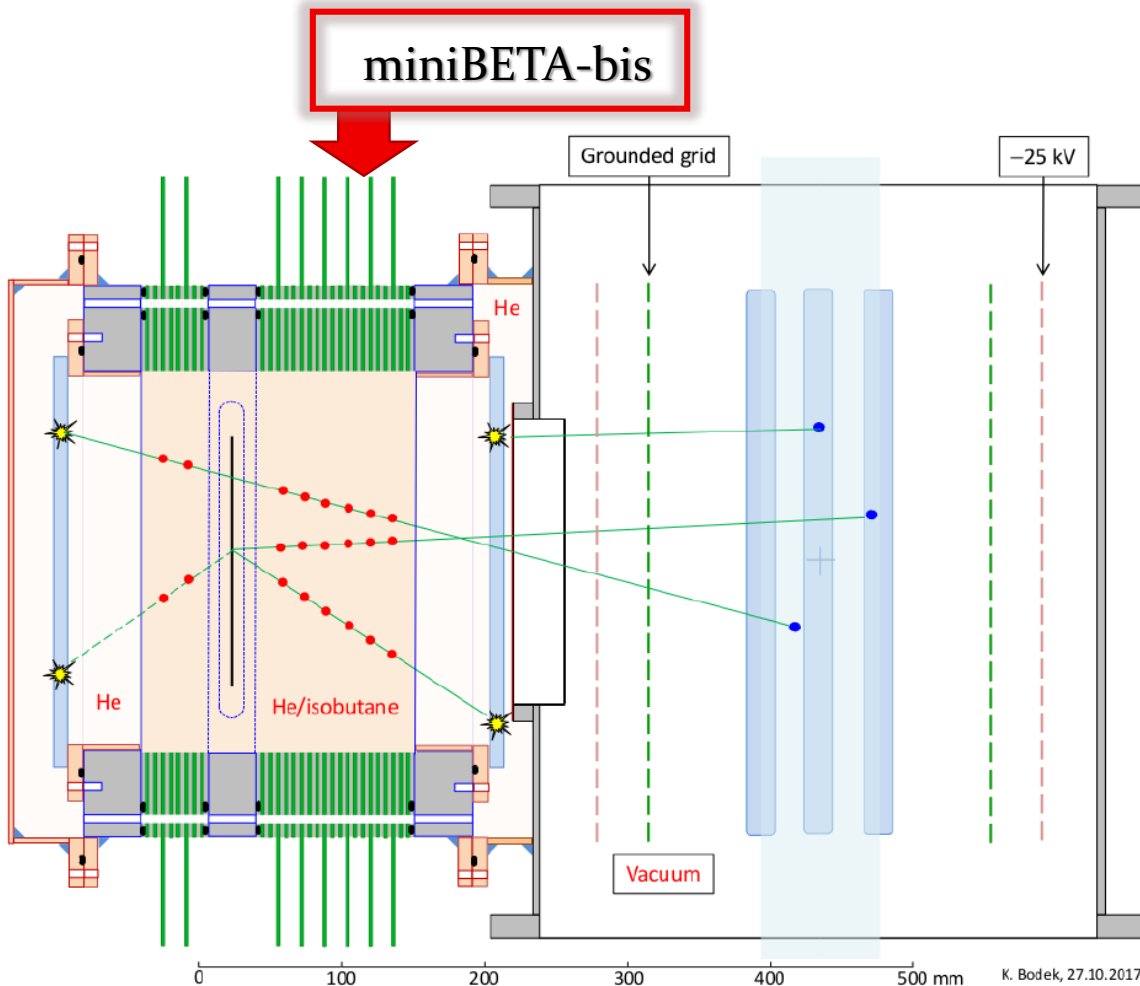 miniBETA-bis
Grounded grid
−25 kV
He
He
He
He/isobutane
Vacuum
0 100 200 300 400 500 mm
K. Bodek, 27.10.2017